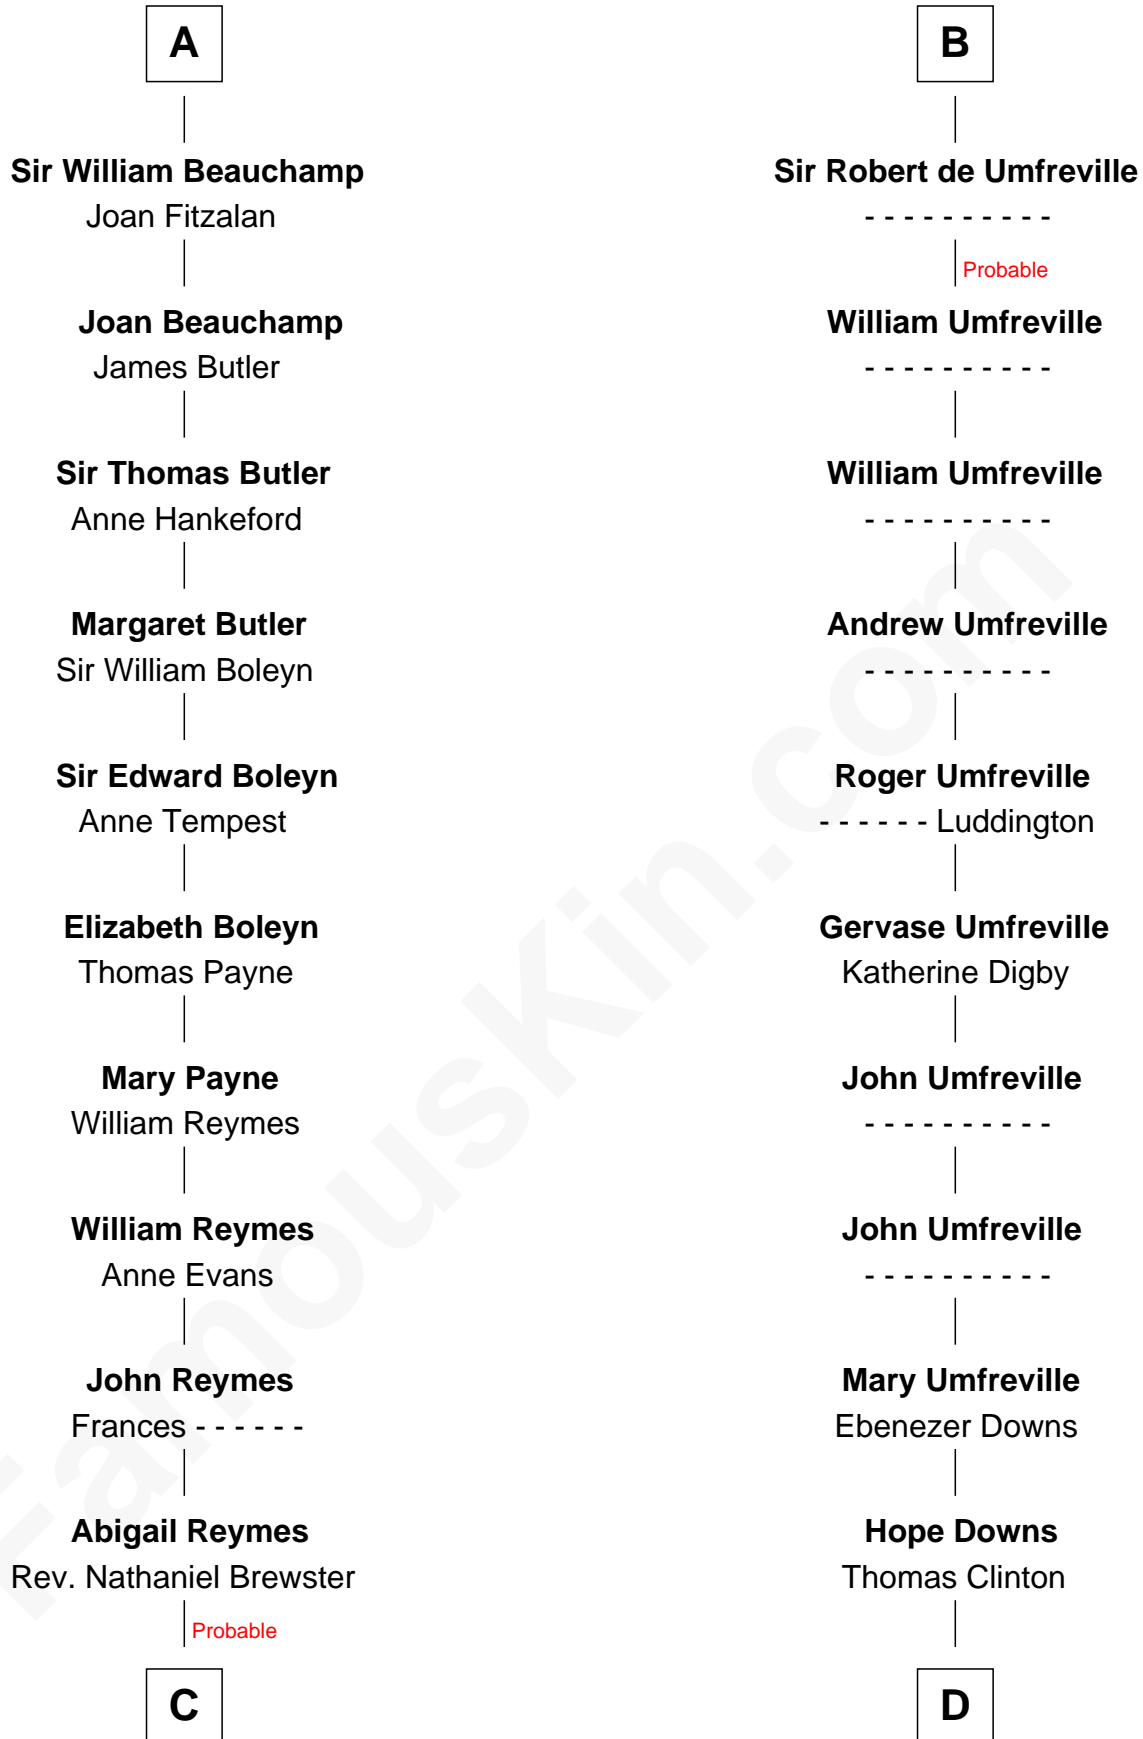 A
Sir William Beauchamp
Joan Fitzalan
Joan Beauchamp
James Butler
Sir Thomas Butler
Anne Hankeford
Margaret Butler
Sir William Boleyn
Sir Edward Boleyn
Anne Tempest
Elizabeth Boleyn
Thomas Payne
Mary Payne
William Reymes
William Reymes
Anne Evans
John Reymes
Frances - - - - - -
Abigail Reymes
Rev. Nathaniel Brewster
Probable
C
B
Sir Robert de Umfreville
- - - - - - - - - -
Probable
William Umfreville
- - - - - - - - - -
William Umfreville
- - - - - - - - - -
Andrew Umfreville
- - - - - - - - - -
Roger Umfreville
- - - - - - Luddington
Gervase Umfreville
Katherine Digby
John Umfreville
- - - - - - - - - -
John Umfreville
- - - - - - - - - -
Mary Umfreville
Ebenezer Downs
Hope Downs
Thomas Clinton
D
FamousKin.com